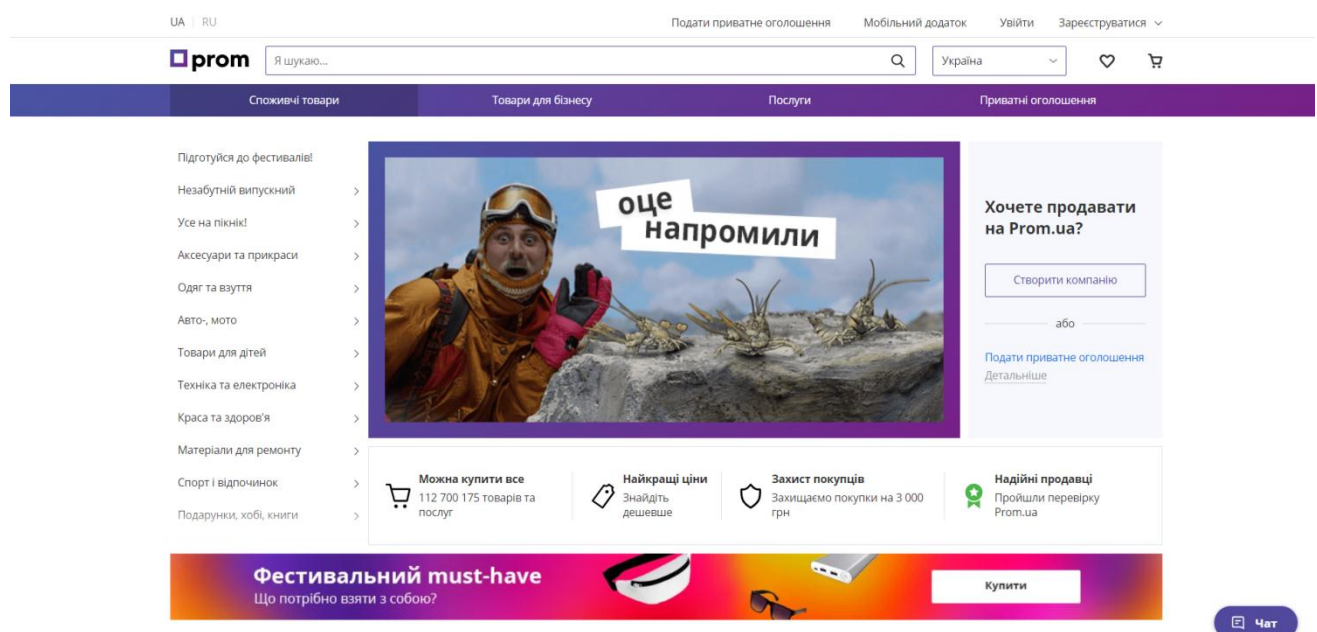 UA | RU
Подати приватне оголошення
Мобільний додаток
Увійти
Зареєструватися
prom
Я шукаю...
Україна
Споживчі товари
Товари для бізнесу
Послуги
Приватні оголошення
Підготуйся до фестивалів!
Незабутній випускний
Усе на пікнік!
Аксесуари та прикраси
Одяг та взуття
Авто-, мото
Товари для дітей
Техніка та електроніка
Краса та здоров'я
Матеріали для ремонту
Спорт і відпочинок
Подарунки, хобі, книги
оце
напромили
Хочете продавати
на Prom.ua?
Створити компанію
або
Подати приватне оголошення
Детальніше
Можна купити все
112 700 175 товарів та
послуг
Найкращі ціни
Знайдіть
дешевше
Захист покупців
Захищаємо покупки на 3 000
грн
Надійні продавці
Пройшли перевірку
Prom.ua
Фестивальний must-have
Що потрібно взяти з собою?
Купити
Чат